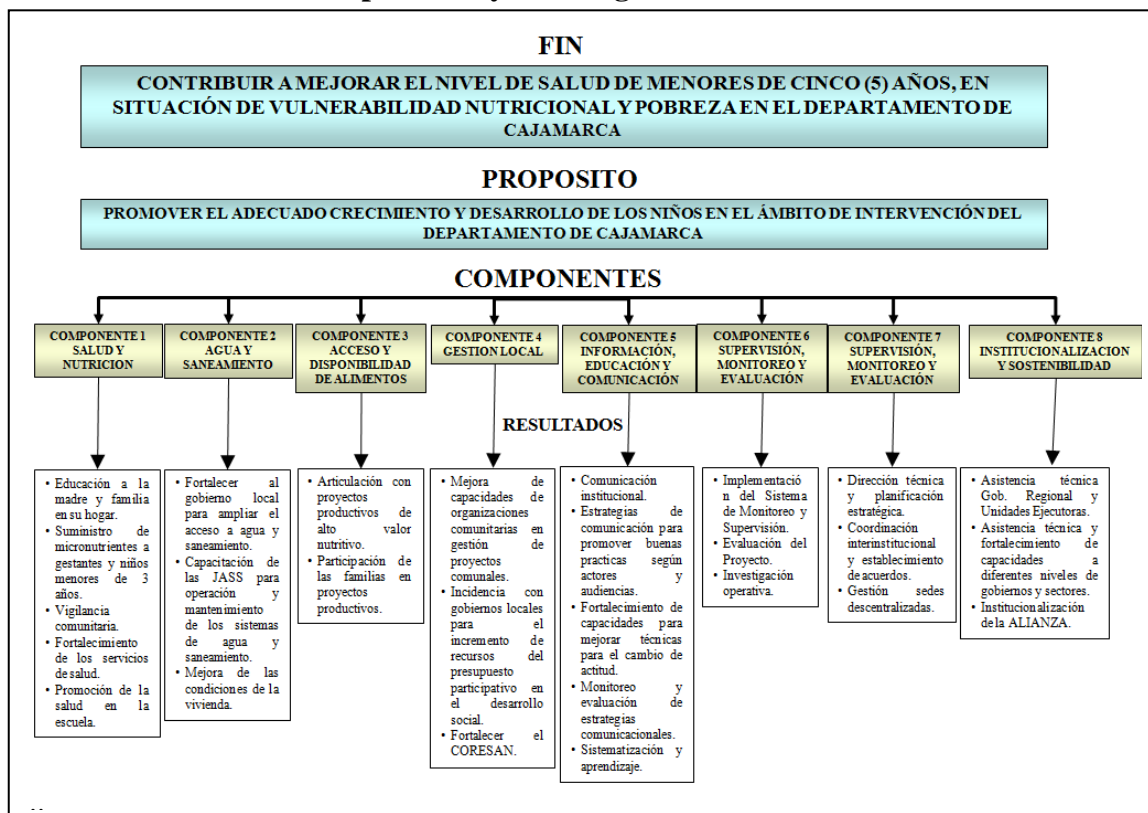 FIN
CONTRIBUIR A MEJORAR EL NIVEL DE SALUD DE MENORES DE CINCO (5) AÑOS, EN
SITUACIÓN DE VULNERABILIDAD NUTRICIONAL Y POBREZA EN EL DEPARTAMENTO DE
CAJAMARCA
PROPOSITO
PROMOVER EL ADECUADO CRECIMIENTO Y DESARROLLO DE LOS NIÑOS EN EL ÁMBITO DE INTERVENCIÓN DEL
DEPARTAMENTO DE CAJAMARCA
COMPONENTES
COMPONENTE 1
SALUD Y
NUTRICION
COMPONENTE 2
AGUA Y
SANEAMIENTO
COMPONENTE 3
ACCESO Y
DISPONIBILIDAD
DE ALIMENTOS
COMPONENTE 4
GESTION LOCAL
COMPONENTE 5
INFORMACIÓN,
EDUCACIÓN Y
COMUNICACIÓN
COMPONENTE 6
SUPERVISIÓN,
MONITOREO Y
EVALUACIÓN
COMPONENTE 7
SUPERVISIÓN,
MONITOREO Y
EVALUACIÓN
COMPONENTE 8
INSTITUCIONALIZACION
Y SOSTENIBILIDAD
RESULTADOS
• Educación a la
madre y familia
en su hogar.
• Suministro de
micronutrientes a
gestantes y niños
menores de 3
años.
• Vigilancia
comunitaria.
• Fortalecimiento
de los servicios
de salud.
• Promoción de la
salud en la
escuela.
• Fortalecer al
gobierno local
para ampliar el
acceso a agua y
saneamiento.
• Capacitación de
las JASS para
operación y
mantenimiento
de los sistemas
de agua y
saneamiento.
• Mejora de las
condiciones de la
vivienda.
• Articulación con
proyectos
productivos de
alto valor
nutritivo.
• Participación de
las familias en
proyectos
productivos.
• Mejora de
capacidades de
organizaciones
comunitarias en
gestión de
proyectos
comunales.
• Incidencia con
gobiernos locales
para el
incremento de
recursos del
presupuesto
participativo en
el desarrollo
social.
• Fortalecer el
CORESAN.
• Comunicación
institucional.
• Estrategias de
comunicación para
promover buenas
practicas según
actores y
audiencias.
• Fortalecimiento de
capacidades para
mejorar técnicas
para el cambio de
actitud.
• Monitoreo y
evaluación de
estrategias
comunicacionales.
• Sistematización y
aprendizaje.
• Implementació
n del Sistema
de Monitoreo y
Supervisión.
• Evaluación del
Proyecto.
• Investigación
operativa.
• Dirección técnica
y planificación
estratégica.
• Coordinación
interinstitucional
y establecimiento
de acuerdos.
• Gestión sedes
descentralizadas.
• Asistencia técnica
Gob. Regional y
Unidades Ejecutoras.
• Asistencia técnica y
fortalecimiento de
capacidades a
diferentes niveles de
gobiernos y sectores.
• Institucionalización
de la ALIANZA.